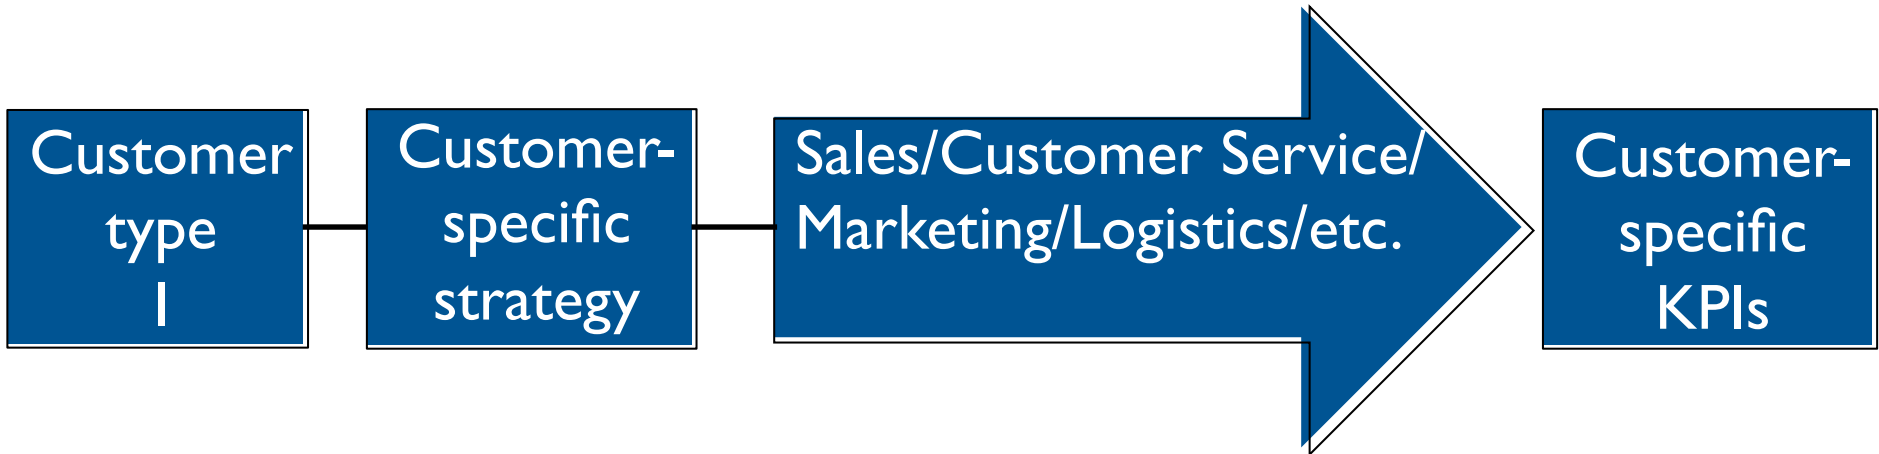 Customer
type
1
Customer-
specific
strategy
Sales/Customer Service/
Marketing/Logistics/etc.
Customer-
specific
KPIs